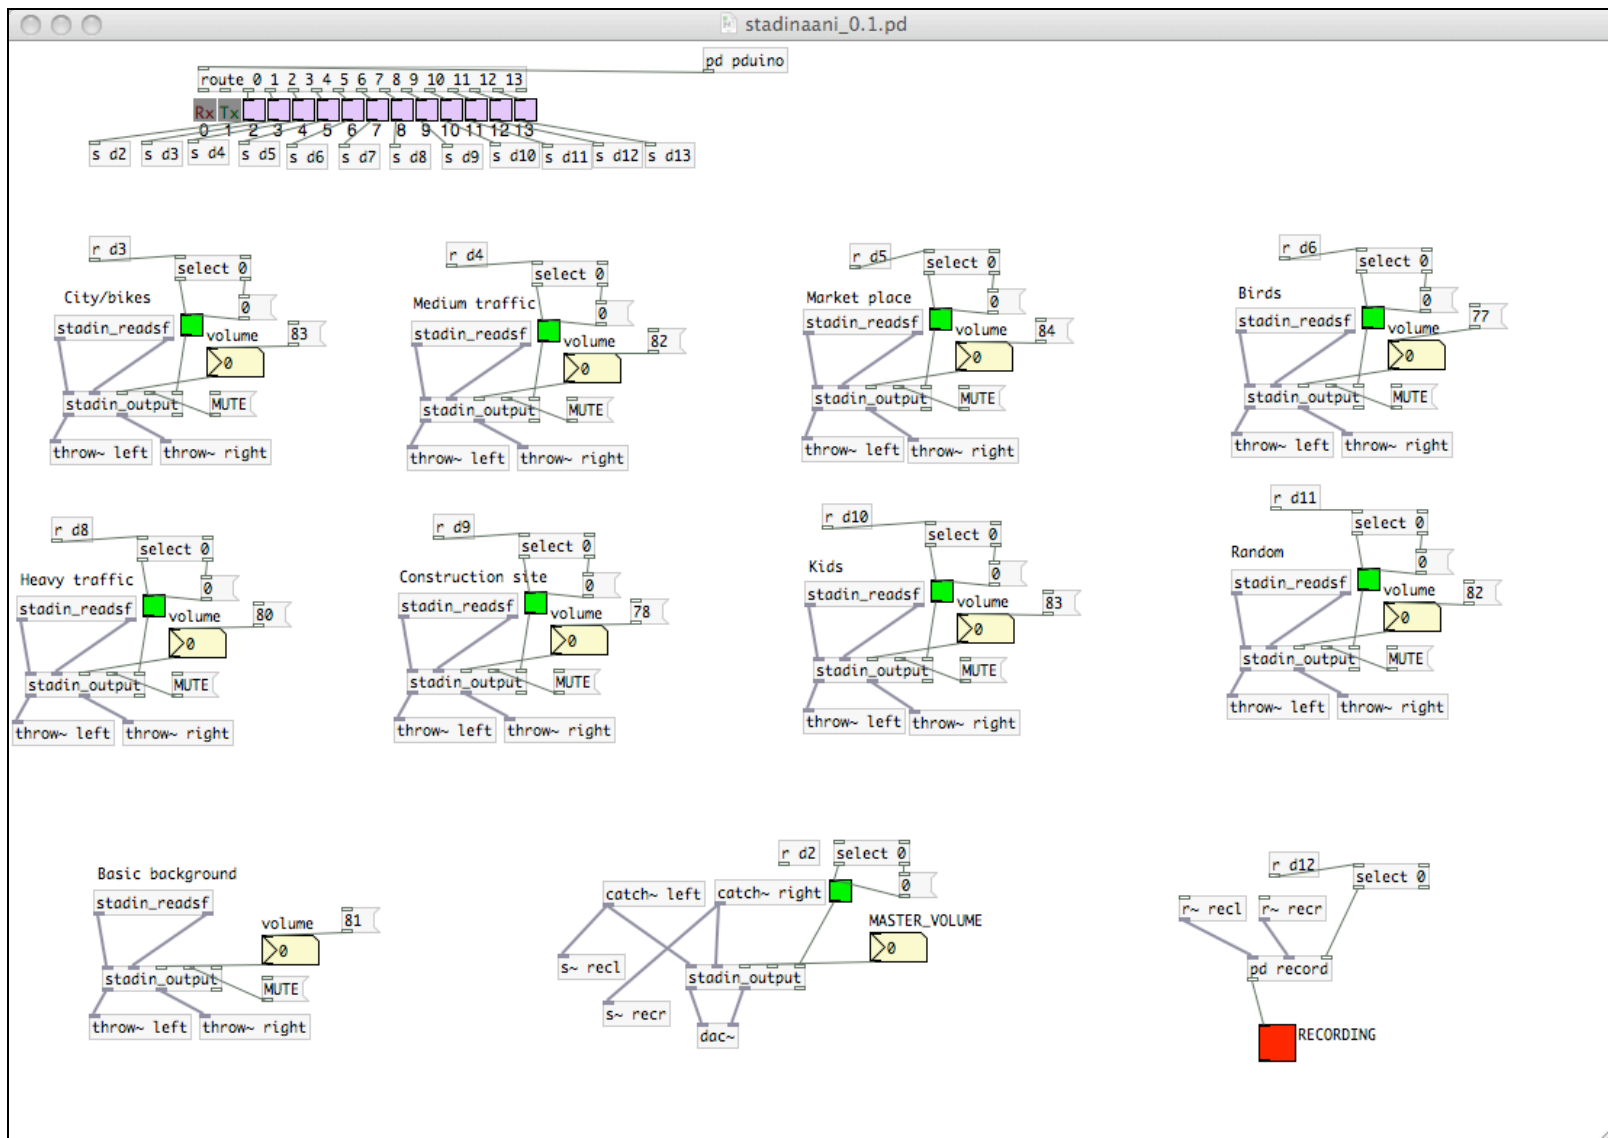 stadinaani_0.1.pd
pd pduino
route 0 1 2 3 4 5 6 7 8 9 10 11 12 13
Rx Tx
0 1 2 3 4 5 6 7 8 9 10 11 12 13
s d2 s d3 s d4 s d5 s d6 s d7 s d8 s d9 s d10 s d11 s d12 s d13
r d3
select 0
City/bikes
0
stadin_readsf
volume
83
0
stadin_output
MUTE
throw~ left
throw~ right
r d4
select 0
Medium traffic
0
stadin_readsf
volume
82
0
stadin_output
MUTE
throw~ left
throw~ right
r d5
select 0
Market place
0
stadin_readsf
volume
84
0
stadin_output
MUTE
throw~ left
throw~ right
r d6
select 0
Birds
0
stadin_readsf
volume
77
0
stadin_output
MUTE
throw~ left
throw~ right
r d8
select 0
Heavy traffic
0
stadin_readsf
volume
80
0
stadin_output
MUTE
throw~ left
throw~ right
r d9
select 0
Construction site
0
stadin_readsf
volume
78
0
stadin_output
MUTE
throw~ left
throw~ right
r d10
select 0
Kids
0
stadin_readsf
volume
83
0
stadin_output
MUTE
throw~ left
throw~ right
r d11
select 0
Random
0
stadin_readsf
volume
82
0
stadin_output
MUTE
throw~ left
throw~ right
Basic background
stadin_readsf
volume
81
0
stadin_output
MUTE
throw~ left
throw~ right
r d2
select 0
0
catch~ left
catch~ right
MASTER_VOLUME
0
s~ recl
stadin_output
s~ recr
dac~
r d12
select 0
r~ recl
r~ recr
pd record
RECORDING